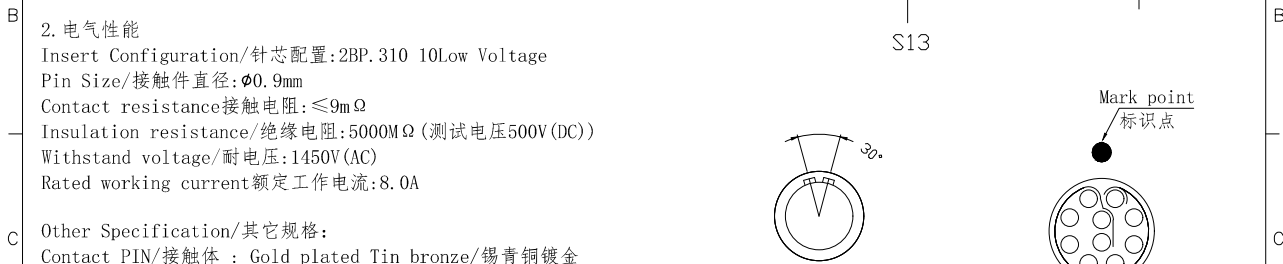 B
B
2.电气性能
Insert Configuration/针芯配置:2BP.310 10Low Voltage
S13
Pin Size/接触件直径:Φ0.9mm
Mark point
标识点
Contact resistance接触电阻:≤9mΩ
Insulation resistance/绝缘电阻:5000MΩ(测试电压500V(DC))
Withstand voltage/耐电压:1450V(AC)
30°
Rated working current额定工作电流:8.0A
Other Specification/其它规格:
C
C
Contact PIN/接触体 : Gold plated Tin bronze/锡青铜镀金